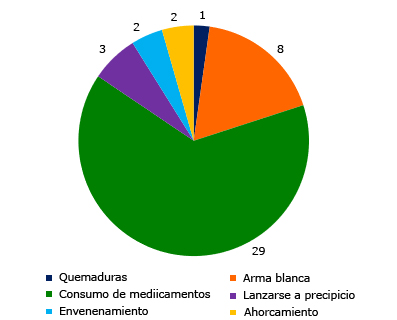 2
1
2
8
3
29
Quemaduras
Arma blanca
Consumo de mediicamentos
Lanzarse a precipicio
Envenenamiento
Ahorcamiento